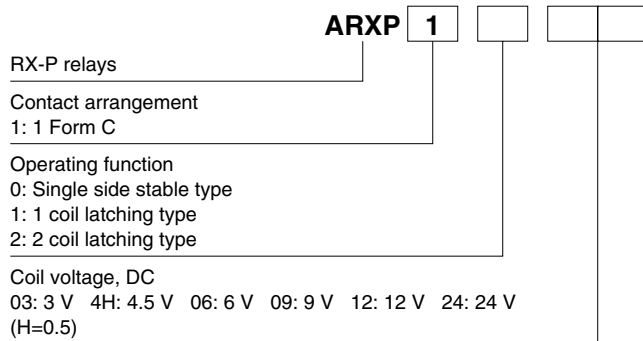 ARXP 1
RX-P relays
Contact arrangement
1: 1 Form C
Operating function
0: Single side stable type
1: 1 coil latching type
2: 2 coil latching type
Coil voltage, DC
03: 3 V 4H: 4.5 V 06: 6 V 09: 9 V 12: 12 V 24: 24 V
(H=0.5)